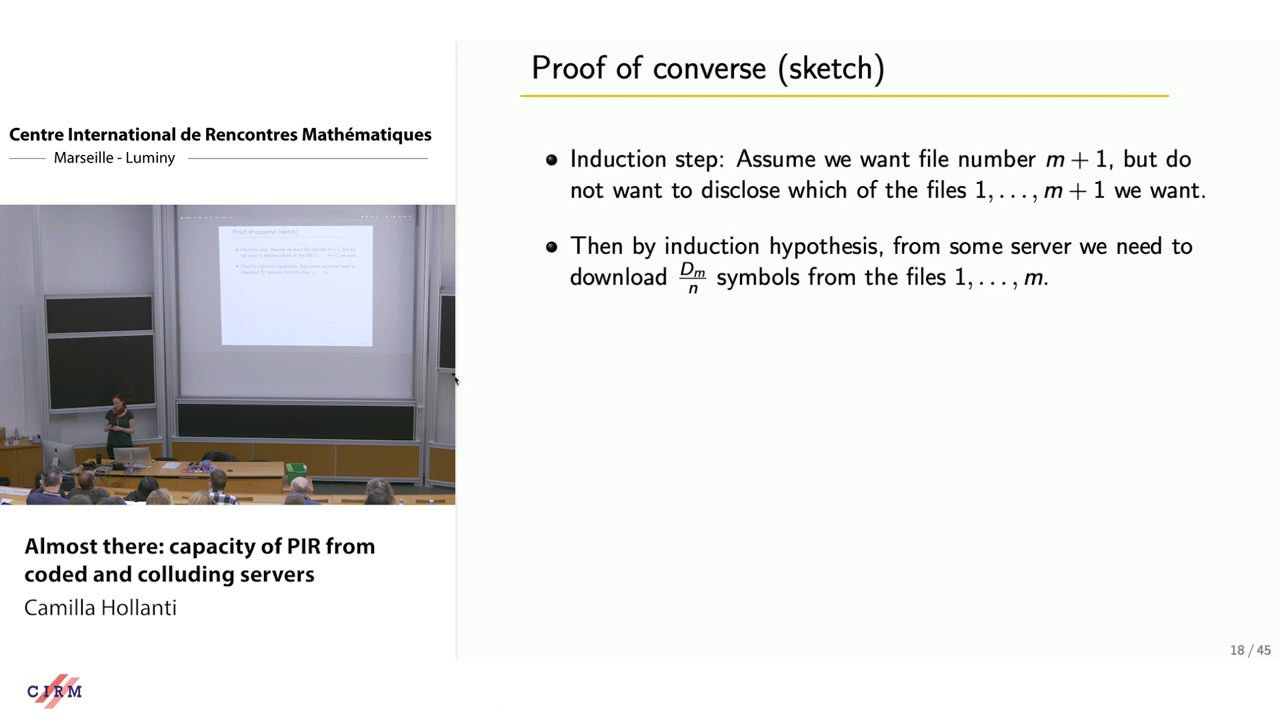 Centre International de Rencontres Mathématiques
Marseille - Luminy
Proof of converse (sketch)
Induction step: Assume we want file number m + 1, but do
not want to disclose which of the files 1, . . . , m + 1 we want.
Then by induction hypothesis, from some server we need to
download D_m/n symbols from the files 1, . . . , m.
Almost there: capacity of PIR from
coded and colluding servers
Camilla Hollanti
18 / 45
CIRM